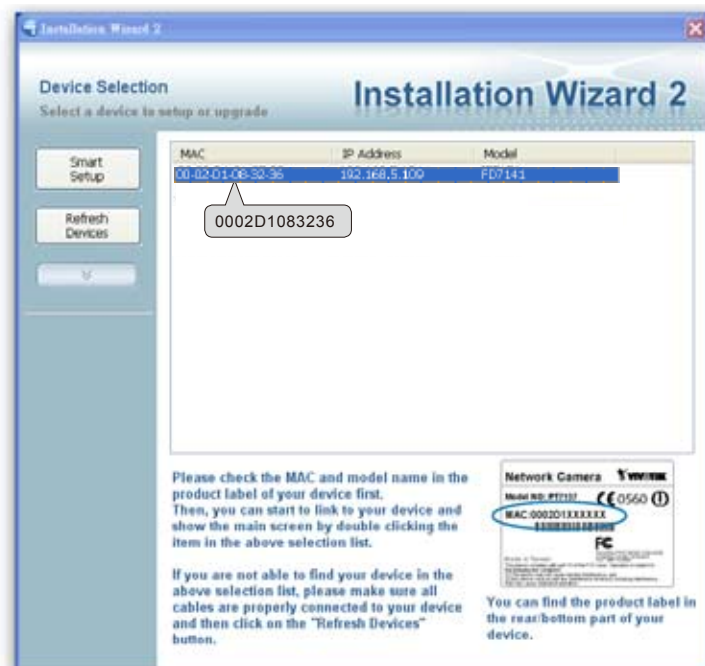 Installation Wizard 2
Device Selection
Select a device to setup or upgrade
Installation Wizard 2
Smart
Setup
Refresh
Devices
MAC IP Address Model
00-02-D1-08-32-36 192.168.5.109 FD7141
0002D1083236
Please check the MAC and model name in the
product label of your device first.
Then, you can start to link to your device and
show the main screen by double clicking the
item in the above selection list.
If you are not able to find your device in the
above selection list, please make sure all
cables are properly connected to your device
and then click on the "Refresh Devices"
button.
Network Camera VIVOTEK
Model NO: PT7137 CE 0560
MAC:0002D1XXXXXX
FC
You can find the product label in
the rear/bottom part of your
device.